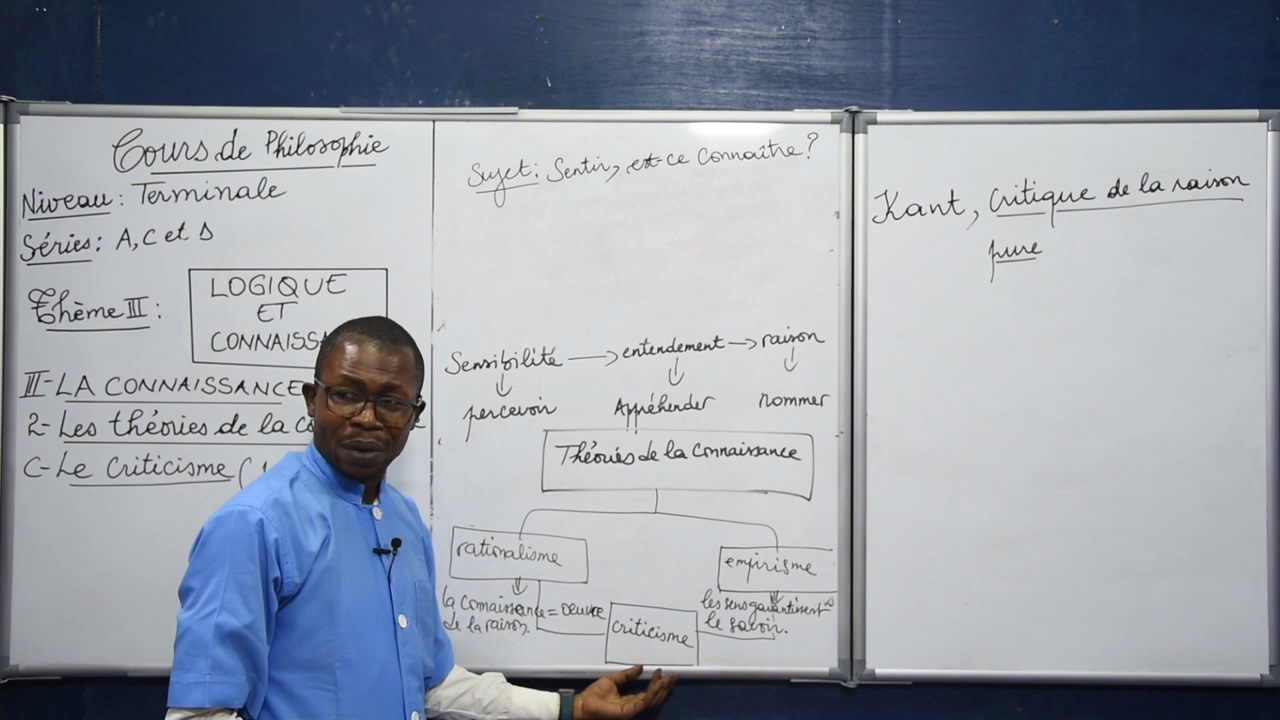 Cours de Philosophie
Niveau : Terminale
Séries : A, C et D
Thème III :
LOGIQUE
ET
CONNAISS
III- LA CONNAISSANCE
2- Les théories de la
C- Le Criticisme (
Sujet : Sentir, est-ce Connaître ?
Sensibilité → entendement → raison
percevoir Appréhender nommer
Théories de la Connaissance
rationalisme
empirisme
la Connaissance = oeuvre
de la raison.
les sens garantissent
le savoir.
criticisme
Kant, Critique de la raison
pure